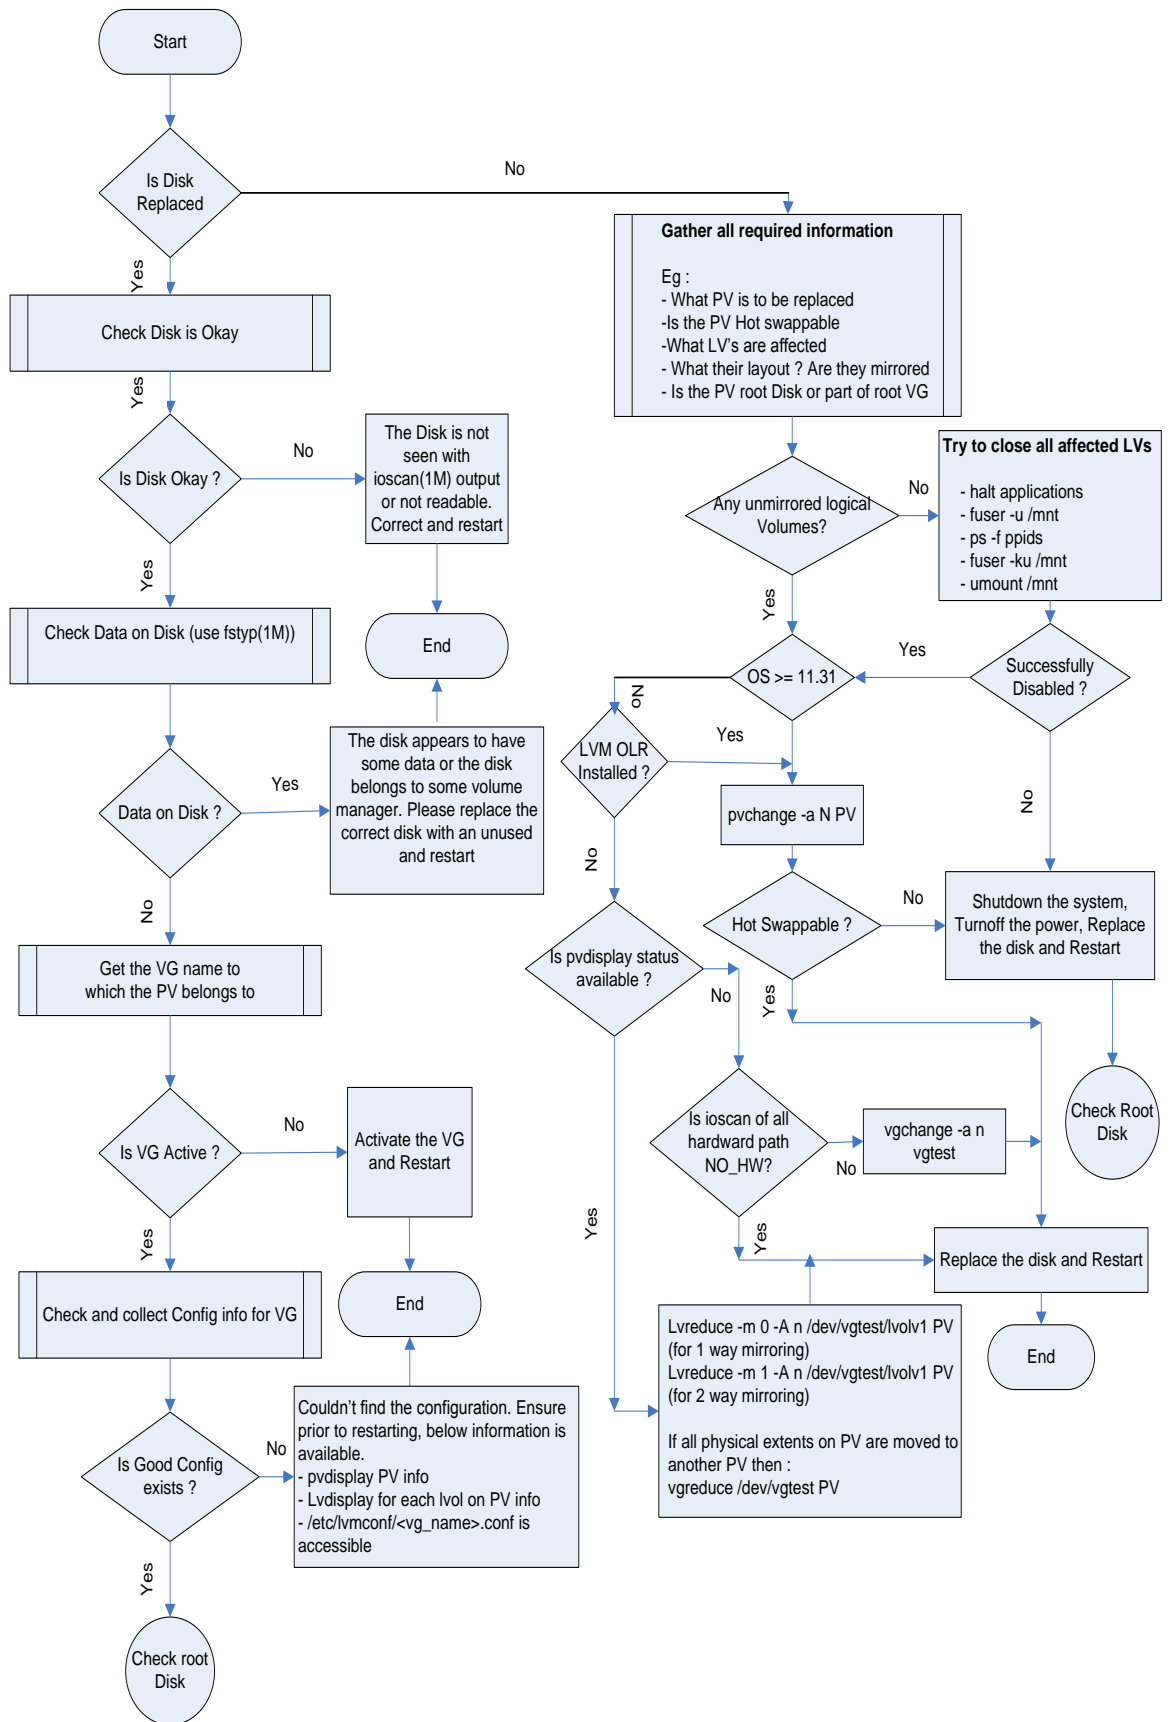 Start
Is Disk
Replaced
No
Yes
Check Disk is Okay
Yes
Is Disk Okay ?
No
The Disk is not
seen with
ioscan(1M) output
or not readable.
Correct and restart
Yes
Check Data on Disk (use fstyp(1M))
End
Data on Disk ?
Yes
The disk appears to have
some data or the disk
belongs to some volume
manager. Please replace the
correct disk with an unused
and restart
No
Get the VG name to
which the PV belongs to
Is VG Active ?
No
Activate the VG
and Restart
Yes
Check and collect Config info for VG
End
Is Good Config
exists ?
No
Couldn't find the configuration. Ensure
prior to restarting, below information is
available.
- pvdisplay PV info
- Lvdisplay for each lvol on PV info
- /etc/lvmconf/<vg_name>.conf is
accessible
Yes
Check root
Disk
Gather all required information
Eg :
- What PV is to be replaced
-Is the PV Hot swappable
-What LV's are affected
- What their layout ? Are they mirrored
- Is the PV root Disk or part of root VG
Any unmirrored logical
Volumes?
No
Try to close all affected LVs
- halt applications
- fuser -u /mnt
- ps -f ppids
- fuser -ku /mnt
- umount /mnt
Yes
OS >= 11.31
Yes
Successfully
Disabled ?
No
LVM OLR
Installed ?
Yes
No
pvchange -a N PV
No
Hot Swappable ?
No
Shutdown the system,
Turnoff the power, Replace
the disk and Restart
Is pvdisplay status
available ?
No
Yes
Check Root
Disk
Is ioscan of all
hardward path
NO_HW?
No
vgchange -a n
vgtest
Yes
Yes
Replace the disk and Restart
Lvreduce -m 0 -A n /dev/vgtest/lvolv1 PV
(for 1 way mirroring)
Lvreduce -m 1 -A n /dev/vgtest/lvolv1 PV
(for 2 way mirroring)
If all physical extents on PV are moved to
another PV then :
vgreduce /dev/vgtest PV
End